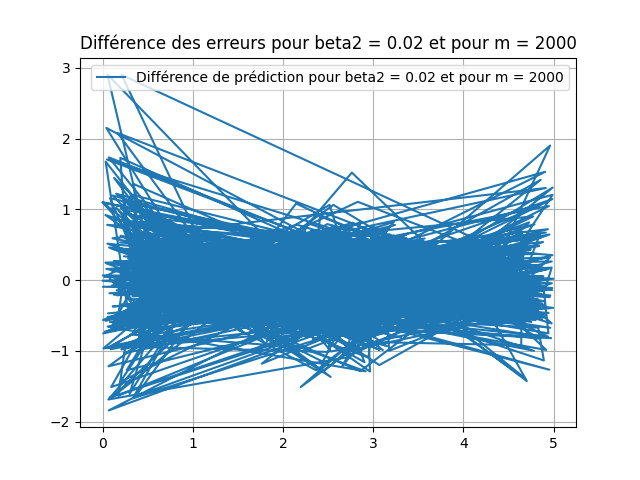 Différence des erreurs pour beta2 = 0.02 et pour m = 2000
Différence de prédiction pour beta2 = 0.02 et pour m = 2000
3
2
1
0
−1
−2
0 1 2 3 4 5